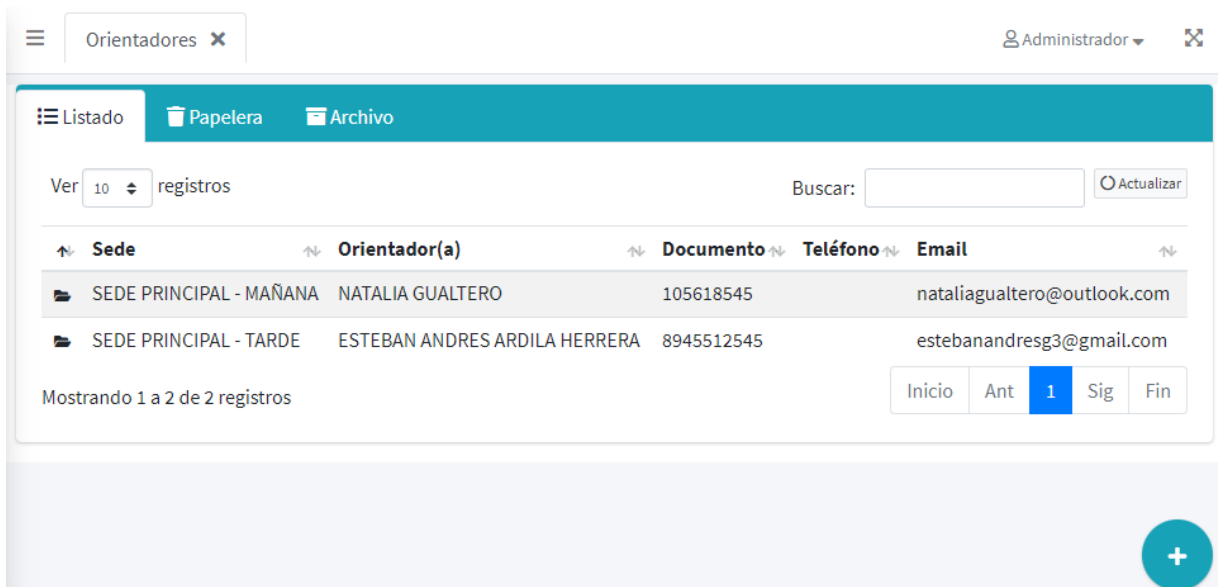 Orientadores Administrador
Listado Papelera Archivo
Ver 10 registros Buscar: Actualizar
Sede Orientador(a) Documento Teléfono Email
SEDE PRINCIPAL - MAÑANA NATALIA GUALTERO 105618545 nataliagualtero@outlook.com
SEDE PRINCIPAL - TARDE ESTEBAN ANDRES ARDILA HERRERA 8945512545 estebanandresg3@gmail.com
Mostrando 1 a 2 de 2 registros Inicio Ant 1 Sig Fin